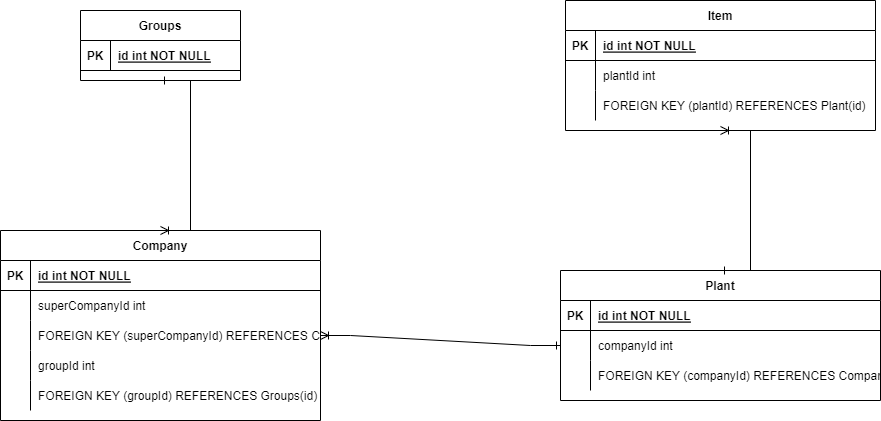 Groups
PK id int NOT NULL
Item
PK id int NOT NULL
plantId int
FOREIGN KEY (plantId) REFERENCES Plant(id)
Company
PK id int NOT NULL
superCompanyId int
FOREIGN KEY (superCompanyId) REFERENCES C
groupId int
FOREIGN KEY (groupId) REFERENCES Groups(id)
Plant
PK id int NOT NULL
companyId int
FOREIGN KEY (companyId) REFERENCES Compan